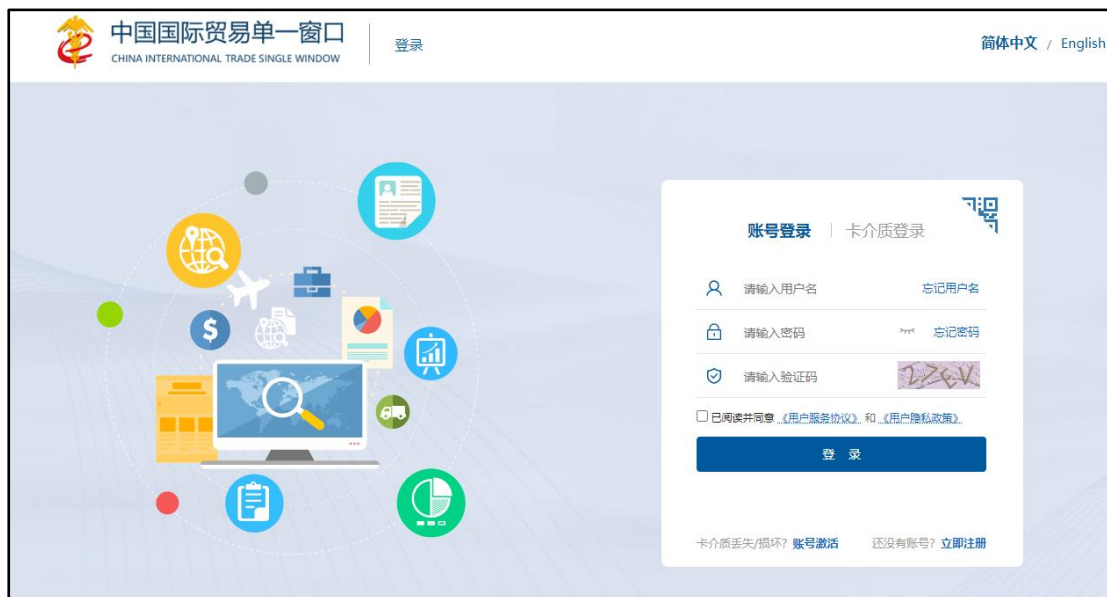 中国国际贸易单一窗口
CHINA INTERNATIONAL TRADE SINGLE WINDOW
登录
简体中文 / English
账号登录 | 卡介质登录
请输入用户名 忘记用户名
请输入密码 忘记密码
请输入验证码
已阅读并同意 《用户服务协议》 和 《用户隐私政策》
登 录
卡介质丢失/损坏? 账号激活 还没有账号? 立即注册